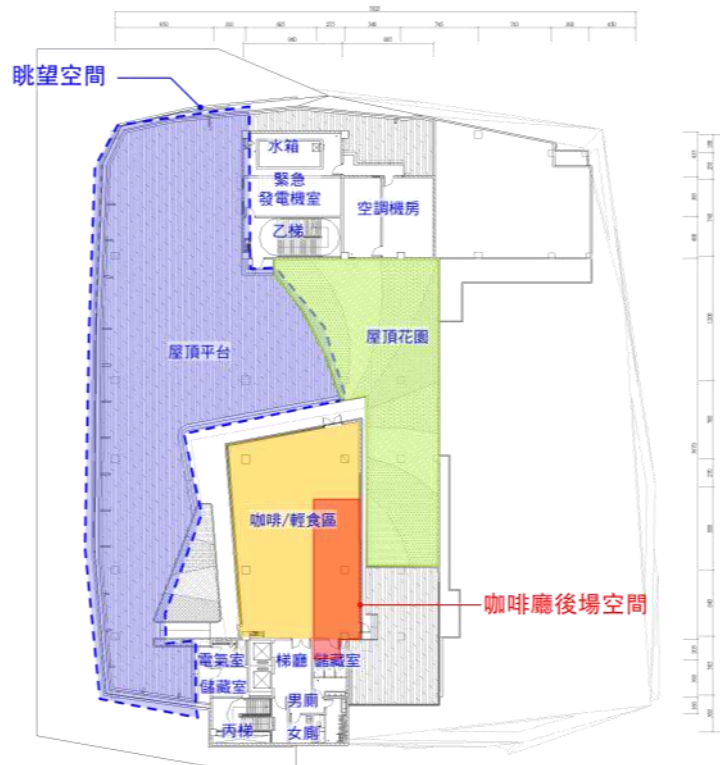 眺望空間
水箱
緊急
發電機室
空調機房
乙梯
屋頂平台
屋頂花園
咖啡/輕食區
咖啡廳後場空間
電氣室
梯廳
儲藏室
儲藏室
男廁
丙梯
女廁